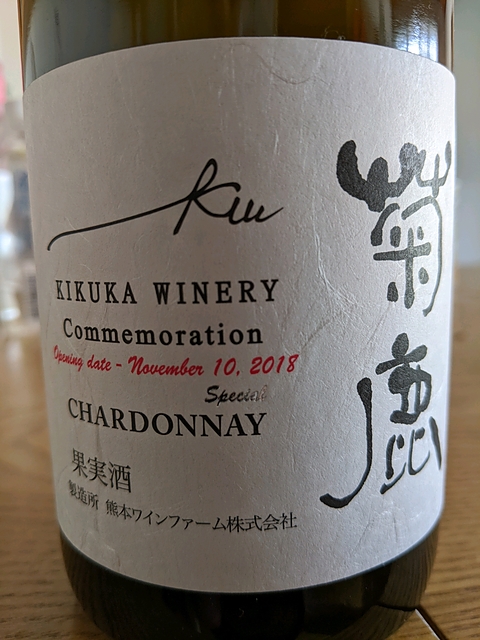 KIKUKA WINERY
Commemoration
Opening date - November 10, 2018
Special
CHARDONNAY
果実酒
製造所 熊本ワインファーム株式会社
菊鹿